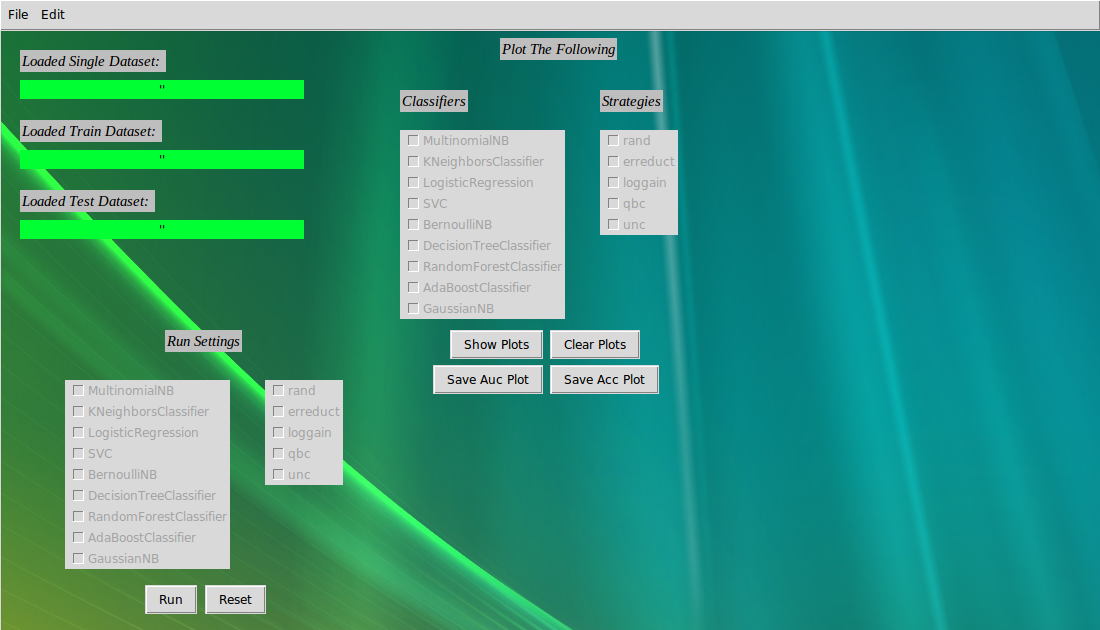 File Edit
Loaded Single Dataset:
''
Loaded Train Dataset:
''
Loaded Test Dataset:
''
Plot The Following
Classifiers
MultinomialNB
KNeighborsClassifier
LogisticRegression
SVC
BernoulliNB
DecisionTreeClassifier
RandomForestClassifier
AdaBoostClassifier
GaussianNB
Strategies
rand
erreduct
loggain
qbc
unc
Show Plots Clear Plots
Save Auc Plot Save Acc Plot
Run Settings
MultinomialNB
KNeighborsClassifier
LogisticRegression
SVC
BernoulliNB
DecisionTreeClassifier
RandomForestClassifier
AdaBoostClassifier
GaussianNB
rand
erreduct
loggain
qbc
unc
Run Reset